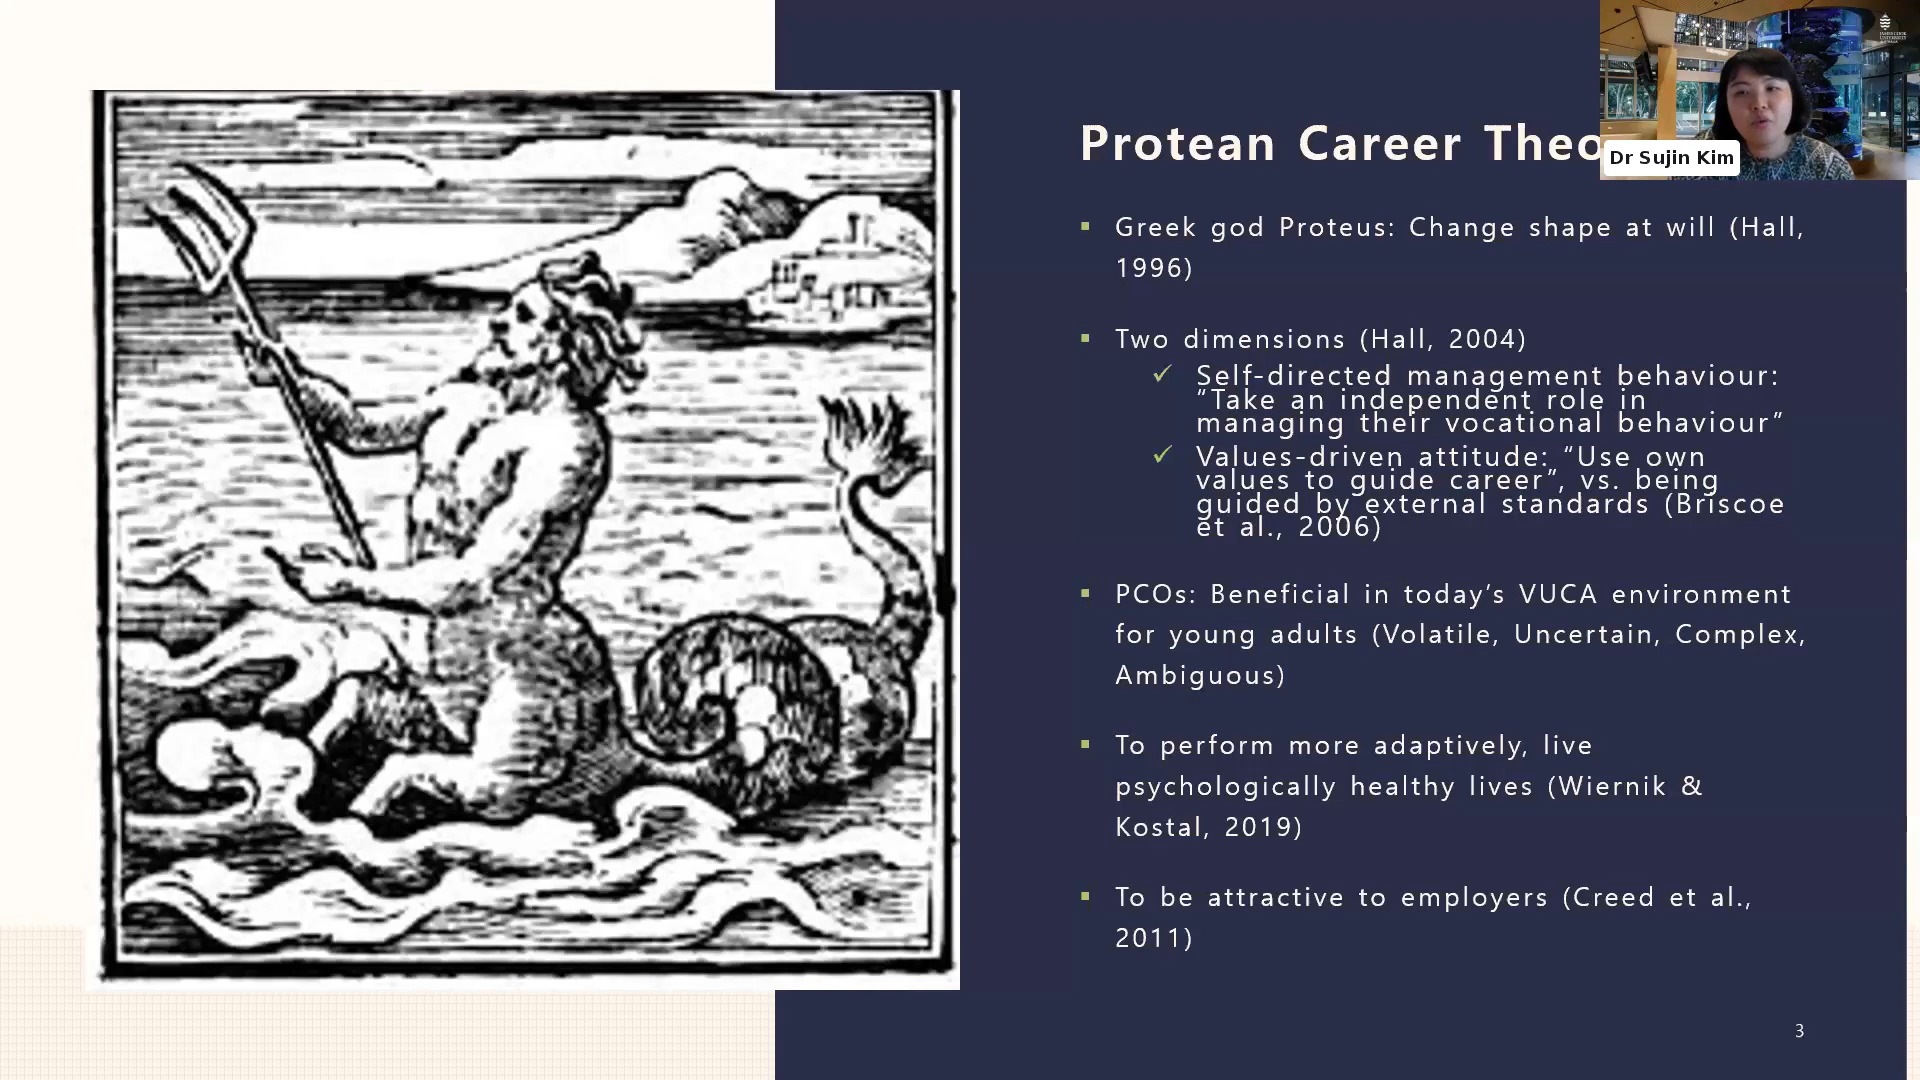 Protean Career Theo
Dr Sujin Kim
JAMES COOK
UNIVERSITY
AUSTRALIA
▪ Greek god Proteus: Change shape at will (Hall,
1996)
▪ Two dimensions (Hall, 2004)
✓ Self-directed management behaviour:
“Take an independent role in
managing their vocational behaviour”
✓ Values-driven attitude: “Use own
values to guide career”, vs. being
guided by external standards (Briscoe
et al., 2006)
▪ PCOs: Beneficial in today’s VUCA environment
for young adults (Volatile, Uncertain, Complex,
Ambiguous)
▪ To perform more adaptively, live
psychologically healthy lives (Wiernik &
Kostal, 2019)
▪ To be attractive to employers (Creed et al.,
2011)
3